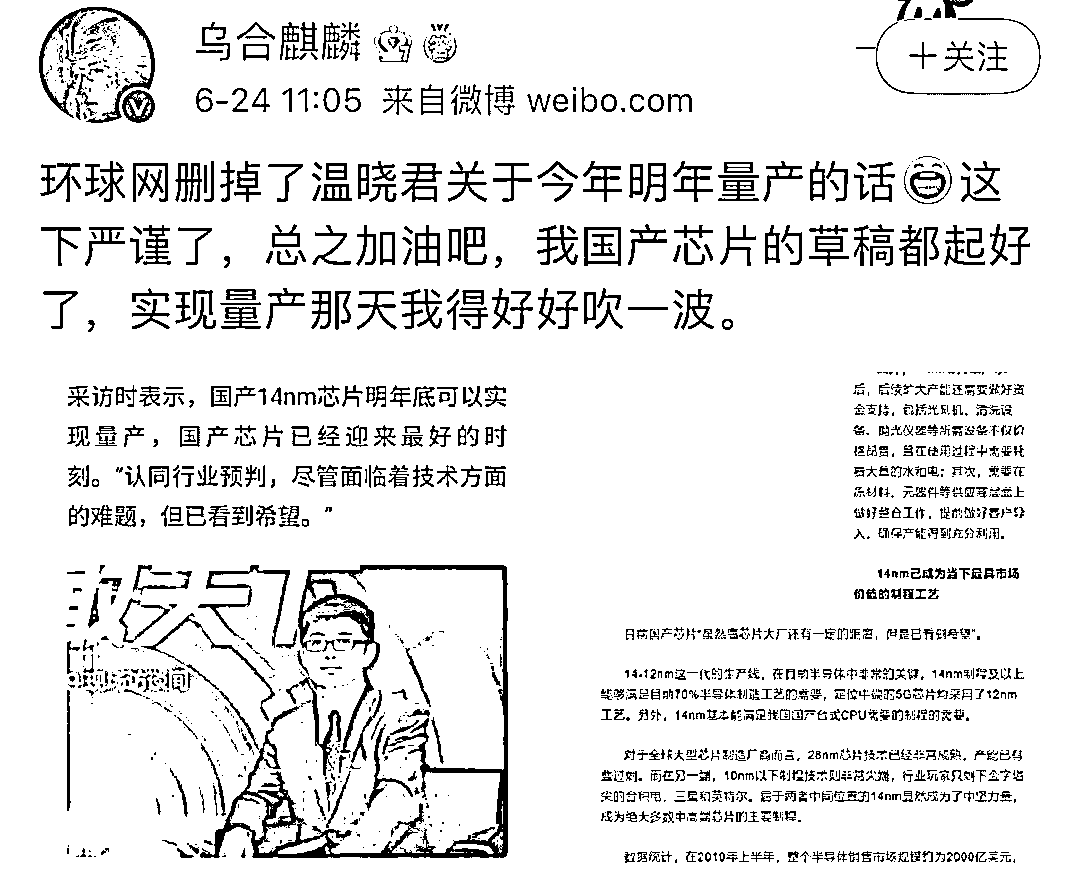 乌合麒麟
6-24 11:05 来自微博 weibo.com
十关注
环球网删掉了温晓君关于今年明年量产的话😂这
下严谨了，总之加油吧，我国产芯片的草稿都起好
了，实现量产那天我得好好吹一波。
采访时表示，国产14nm芯片明年底可以实
现量产，国产芯片已经迎来最好的时
刻。“认同行业预判，尽管面临着技术方面
的难题，但已看到希望。”
后，后续扩大产能还需要做好资
金支持，包括光刻机、清洗设
备、抛光仪器等所需设备不仅价
格昂贵，且在使用过程中需要耗
费大量的水和电；其次，需要在
原材料、元器件等供应商层面上
做好整合工作，提前做好客户导
入，确保产能得到充分利用。
14nm已成为当下最具市场
价值的制程工艺
目前国产芯片“虽然离芯片大厂还有一定的距离，但是已看到希望”。
14-12nm这一代的生产线，在目前半导体中非常的关键，14nm制程及以上
能够满足目前70%半导体制造工艺的需要，定位中端的5G芯片均采用了12nm
工艺。另外，14nm基本能满足我国国产台式CPU需要的制程的需要。
对于全球大型芯片制造厂商而言，28nm芯片技术已经非常成熟，产能已有
些过剩。而在另一端，10nm以下制程技术则非常尖端，行业玩家只剩下金字塔
尖的台积电、三星和英特尔。居于两者中间位置的14nm显然成为了中坚力量，
成为绝大多数中高端芯片的主要制程。
数据统计，在2019年上半年，整个半导体销售市场规模约为2000亿美元，